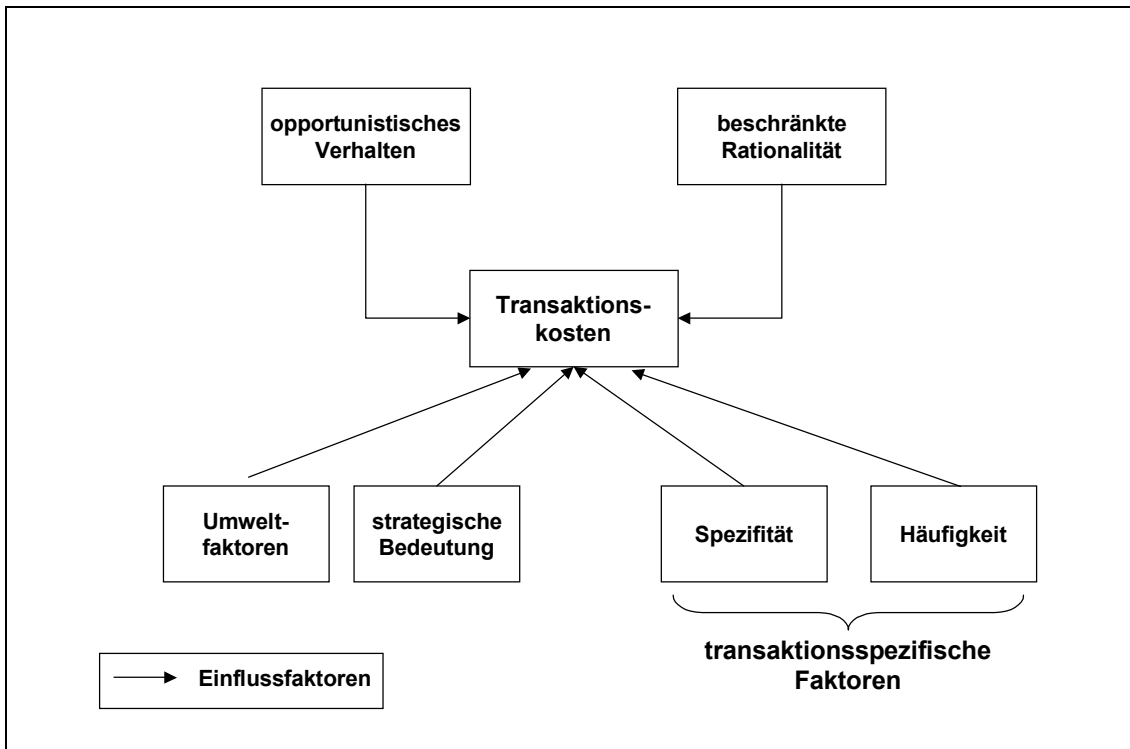 opportunistisches
Verhalten
beschränkte
Rationalität
Transaktions-
kosten
Umwelt-
faktoren
strategische
Bedeutung
Spezifität
Häufigkeit
transaktionsspezifische
Faktoren
Einflussfaktoren